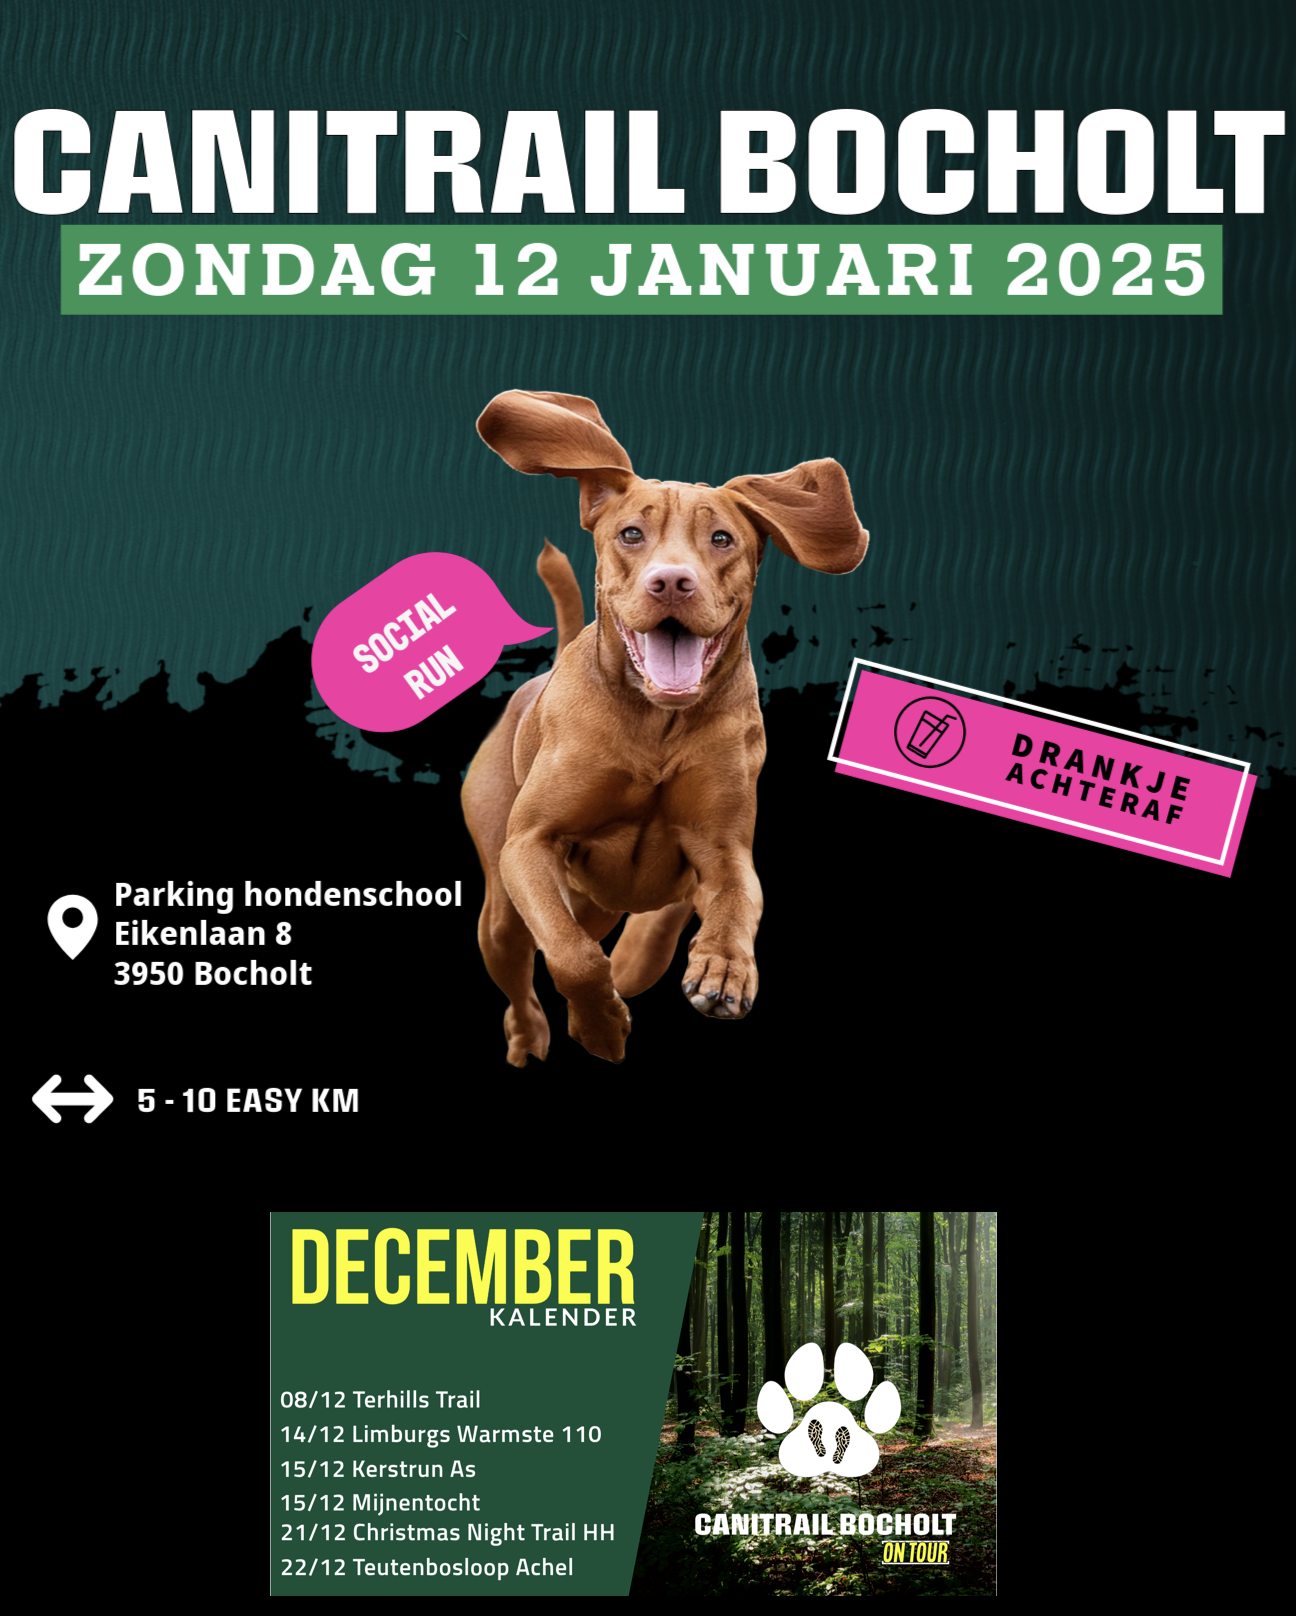 CANITRAIL BOCHOLT
ZONDAG 12 JANUARI 2025
SOCIAL
RUN
DRANKJE
ACHTERAF
Parking hondenschool
Eikenlaan 8
3950 Bocholt
5 - 10 EASY KM
DECEMBER
KALENDER
08/12 Terhills Trail
14/12 Limburgs Warmste 110
15/12 Kerstrun As
15/12 Mijnentocht
21/12 Christmas Night Trail HH
22/12 Teutenbosloop Achel
CANITRAIL BOCHOLT
ON TOUR